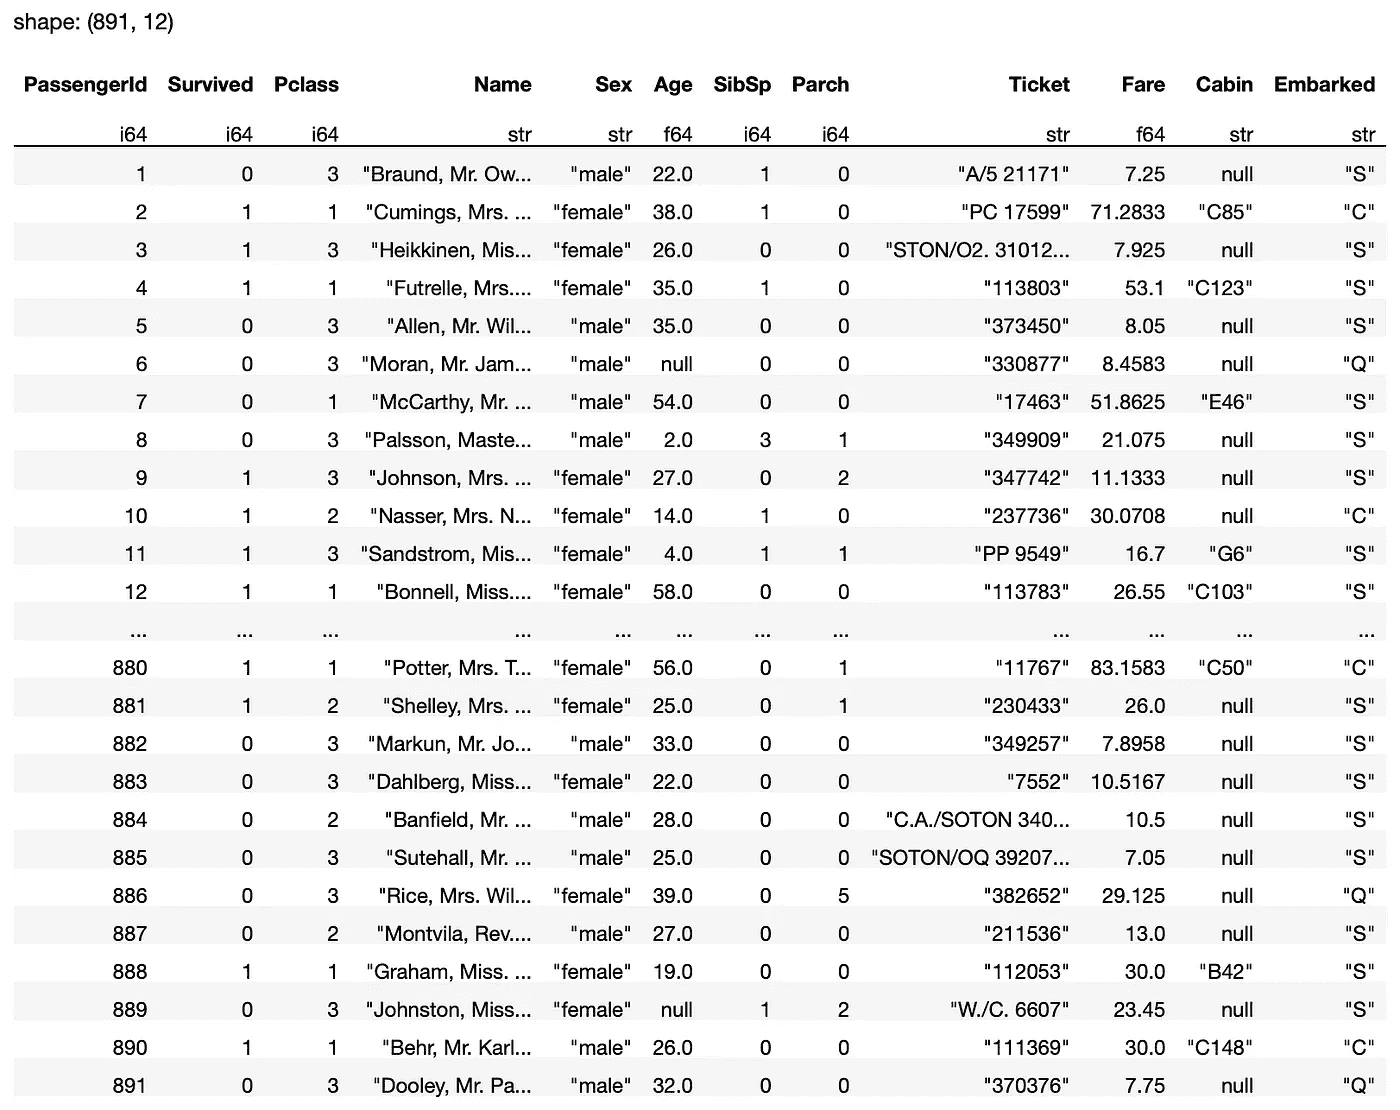 shape: (891, 12)
PassengerId Survived Pclass Name Sex Age SibSp Parch Ticket Fare Cabin Embarked
i64 i64 i64 str str f64 i64 i64 str f64 str str
1 0 3 "Braund, Mr. Ow... "male" 22.0 1 0 "A/5 21171" 7.25 null "S"
2 1 1 "Cumings, Mrs. ... "female" 38.0 1 0 "PC 17599" 71.2833 "C85" "C"
3 1 3 "Heikkinen, Mis... "female" 26.0 0 0 "STON/O2. 31012... 7.925 null "S"
4 1 1 "Futrelle, Mrs.... "female" 35.0 1 0 "113803" 53.1 "C123" "S"
5 0 3 "Allen, Mr. Wil... "male" 35.0 0 0 "373450" 8.05 null "S"
6 0 3 "Moran, Mr. Jam... "male" null 0 0 "330877" 8.4583 null "Q"
7 0 1 "McCarthy, Mr. ... "male" 54.0 0 0 "17463" 51.8625 "E46" "S"
8 0 3 "Palsson, Maste... "male" 2.0 3 1 "349909" 21.075 null "S"
9 1 3 "Johnson, Mrs. ... "female" 27.0 0 2 "347742" 11.1333 null "S"
10 1 2 "Nasser, Mrs. N... "female" 14.0 1 0 "237736" 30.0708 null "C"
11 1 3 "Sandstrom, Mis... "female" 4.0 1 1 "PP 9549" 16.7 "G6" "S"
12 1 1 "Bonnell, Miss.... "female" 58.0 0 0 "113783" 26.55 "C103" "S"
... ... ... ... ... ... ... ... ... ... ... ...
880 1 1 "Potter, Mrs. T... "female" 56.0 0 1 "11767" 83.1583 "C50" "C"
881 1 2 "Shelley, Mrs. ... "female" 25.0 0 1 "230433" 26.0 null "S"
882 0 3 "Markun, Mr. Jo... "male" 33.0 0 0 "349257" 7.8958 null "S"
883 0 3 "Dahlberg, Miss... "female" 22.0 0 0 "7552" 10.5167 null "S"
884 0 2 "Banfield, Mr. ... "male" 28.0 0 0 "C.A./SOTON 340... 10.5 null "S"
885 0 3 "Sutehall, Mr. ... "male" 25.0 0 0 "SOTON/OQ 39207... 7.05 null "S"
886 0 3 "Rice, Mrs. Wil... "female" 39.0 0 5 "382652" 29.125 null "Q"
887 0 2 "Montvila, Rev.... "male" 27.0 0 0 "211536" 13.0 null "S"
888 1 1 "Graham, Miss. ... "female" 19.0 0 0 "112053" 30.0 "B42" "S"
889 0 3 "Johnston, Miss... "female" null 1 2 "W./C. 6607" 23.45 null "S"
890 1 1 "Behr, Mr. Karl... "male" 26.0 0 0 "111369" 30.0 "C148" "C"
891 0 3 "Dooley, Mr. Pa... "male" 32.0 0 0 "370376" 7.75 null "Q"